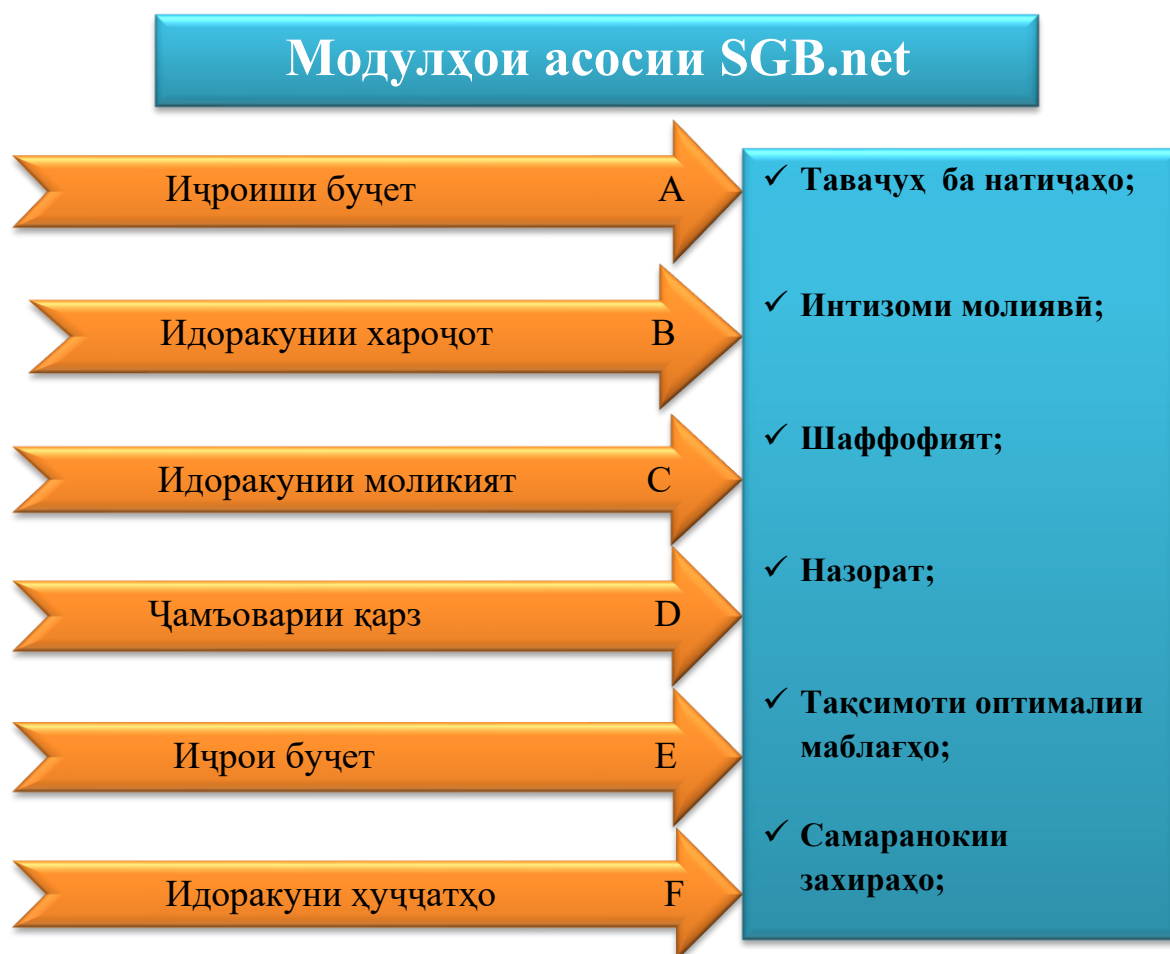 Модулҳои асосии SGB.net
Иҷроиши буҷет A
Идоракунии хароҷот B
Идоракунии моликият C
Ҷамъоварии қарз D
Иҷрои буҷет E
Идоракуни ҳуҷҷатҳо F
✓ Таваҷуҳ ба натиҷаҳо;
✓ Интизоми молиявӣ;
✓ Шаффофият;
✓ Назорат;
✓ Тақсимоти оптималии
маблағҳо;
✓ Самаранокии
захираҳо;